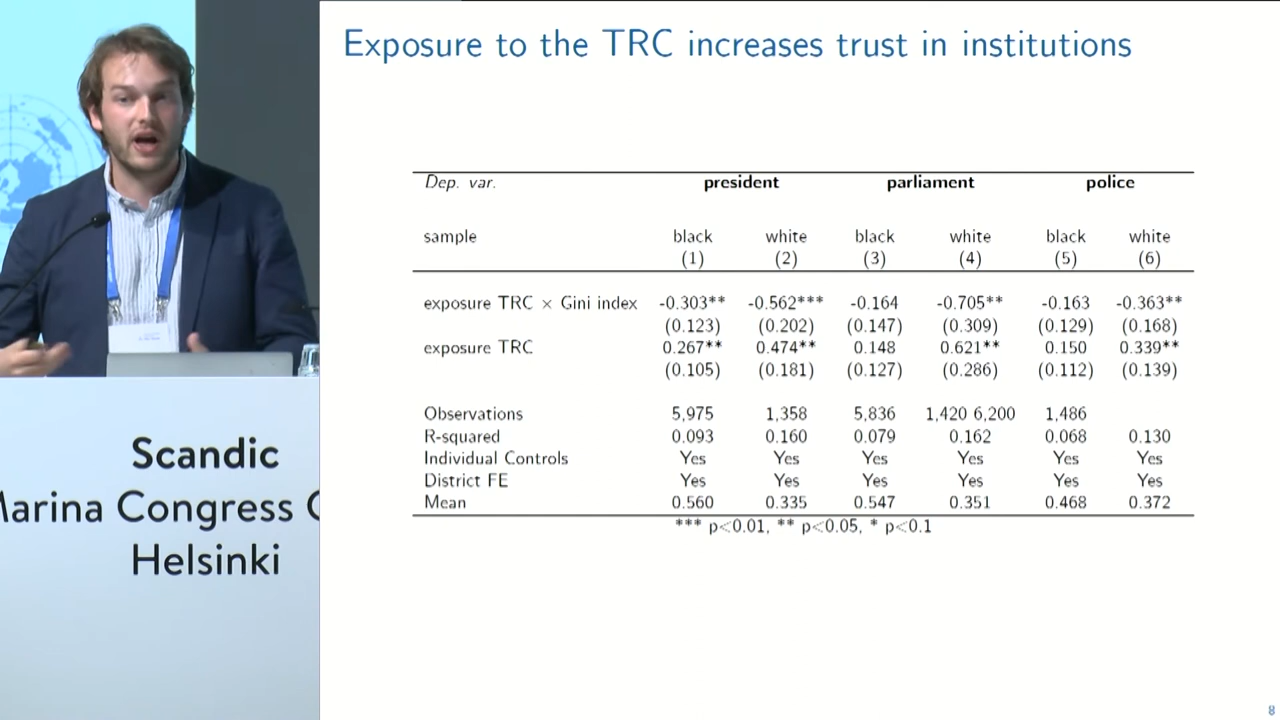 Exposure to the TRC increases trust in institutions
Dep. var. president parliament police
sample black white black white black white
(1) (2) (3) (4) (5) (6)
exposure TRC × Gini index -0.303** -0.562*** -0.164 -0.705** -0.163 -0.363**
(0.123) (0.202) (0.147) (0.309) (0.129) (0.168)
exposure TRC 0.267** 0.474** 0.148 0.621** 0.150 0.339**
(0.105) (0.181) (0.127) (0.286) (0.112) (0.139)
Observations 5,975 1,358 5,836 1,420 6,200 1,486
R-squared 0.093 0.160 0.079 0.162 0.068 0.130
Individual Controls Yes Yes Yes Yes Yes Yes
District FE Yes Yes Yes Yes Yes Yes
Mean 0.560 0.335 0.547 0.351 0.468 0.372
*** p<0.01, ** p<0.05, * p<0.1
8
Scandic
Marina Congress C
Helsinki